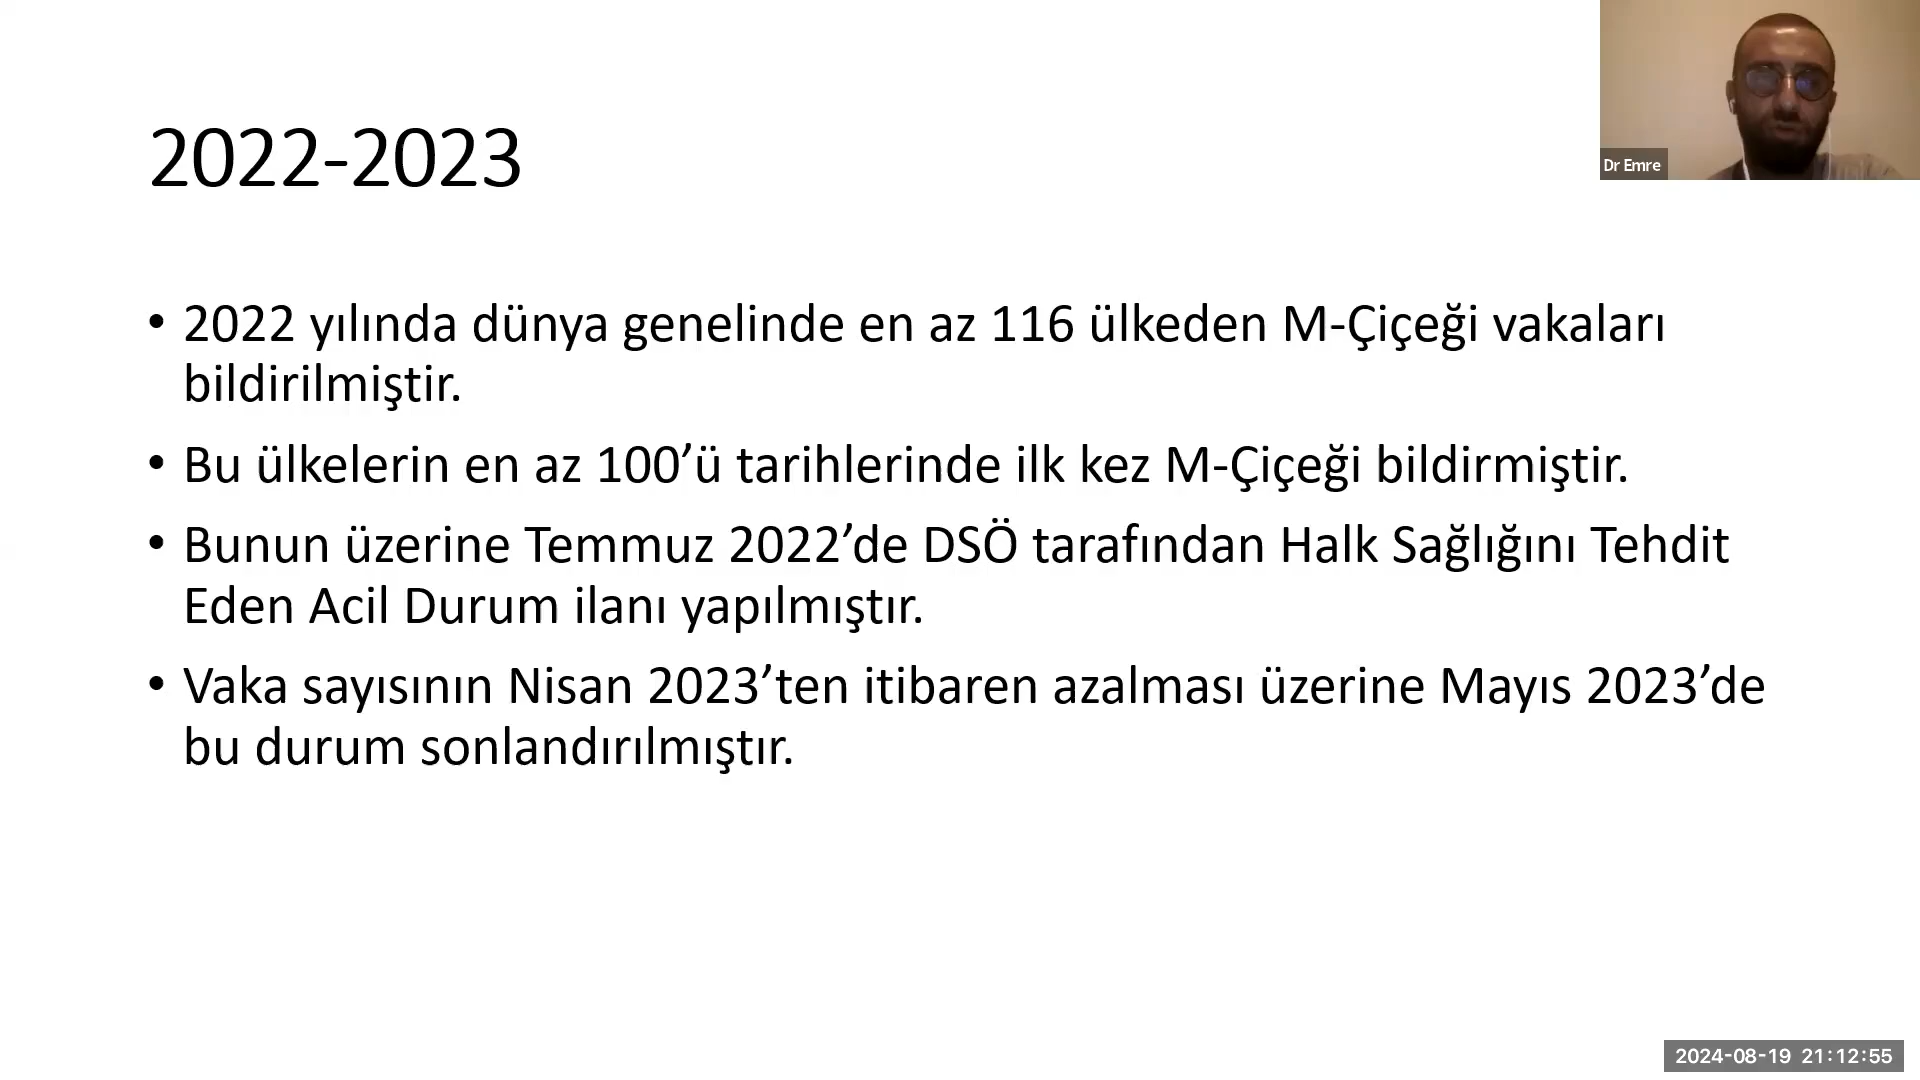 2022-2023
Dr Emre
• 2022 yılında dünya genelinde en az 116 ülkeden M-Çiçeği vakaları
bildirilmiştir.
• Bu ülkelerin en az 100’ü tarihlerinde ilk kez M-Çiçeği bildirmiştir.
• Bunun üzerine Temmuz 2022’de DSÖ tarafından Halk Sağlığını Tehdit
Eden Acil Durum ilanı yapılmıştır.
• Vaka sayısının Nisan 2023’ten itibaren azalması üzerine Mayıs 2023’de
bu durum sonlandırılmıştır.
2024-08-19 21:12:55